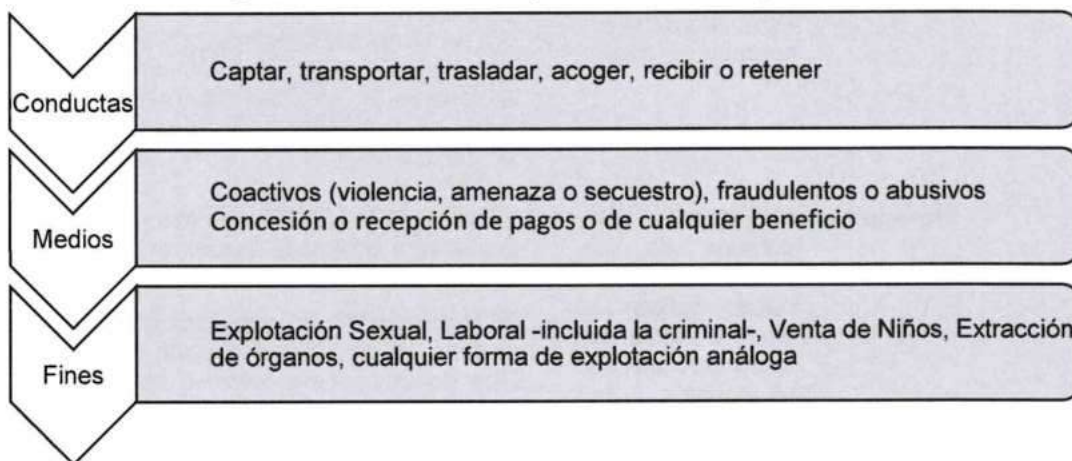 Conductas
Captar, transportar, trasladar, acoger, recibir o retener
Medios
Coactivos (violencia, amenaza o secuestro), fraudulentos o abusivos
Concesión o recepción de pagos o de cualquier beneficio
Fines
Explotación Sexual, Laboral -incluida la criminal-, Venta de Niños, Extracción
de órganos, cualquier forma de explotación análoga